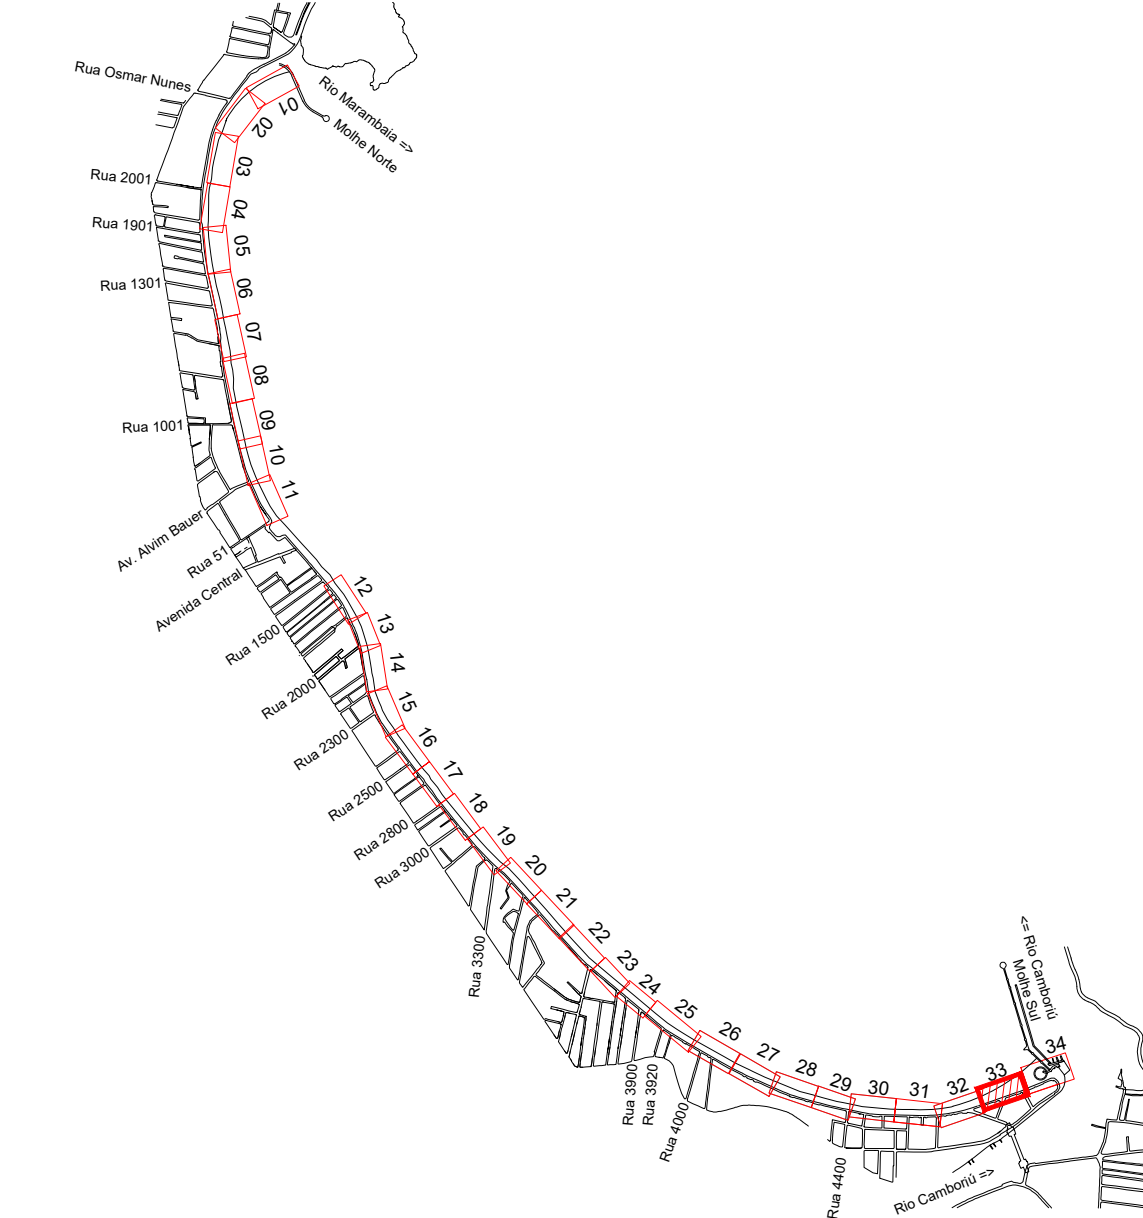 Rua Osmar Nunes
Rio Marambaia =>
Molhe Norte
01
02
03
Rua 2001
04
Rua 1901
05
06
Rua 1301
07
08
09
Rua 1001
10
11
Av. Alvim Bauer
Rua 51
Avenida Central
12
13
Rua 1500
14
Rua 2000
15
Rua 2300
16
17
Rua 2500
18
Rua 2800
19
Rua 3000
20
21
22
Rua 3300
23
24
25
26
27
28
29
30
31
32
33
34
<= Rio Camboriú
Molhe Sul
Rua 3900
Rua 3920
Rua 4000
Rua 4400
Rio Camboriú =>